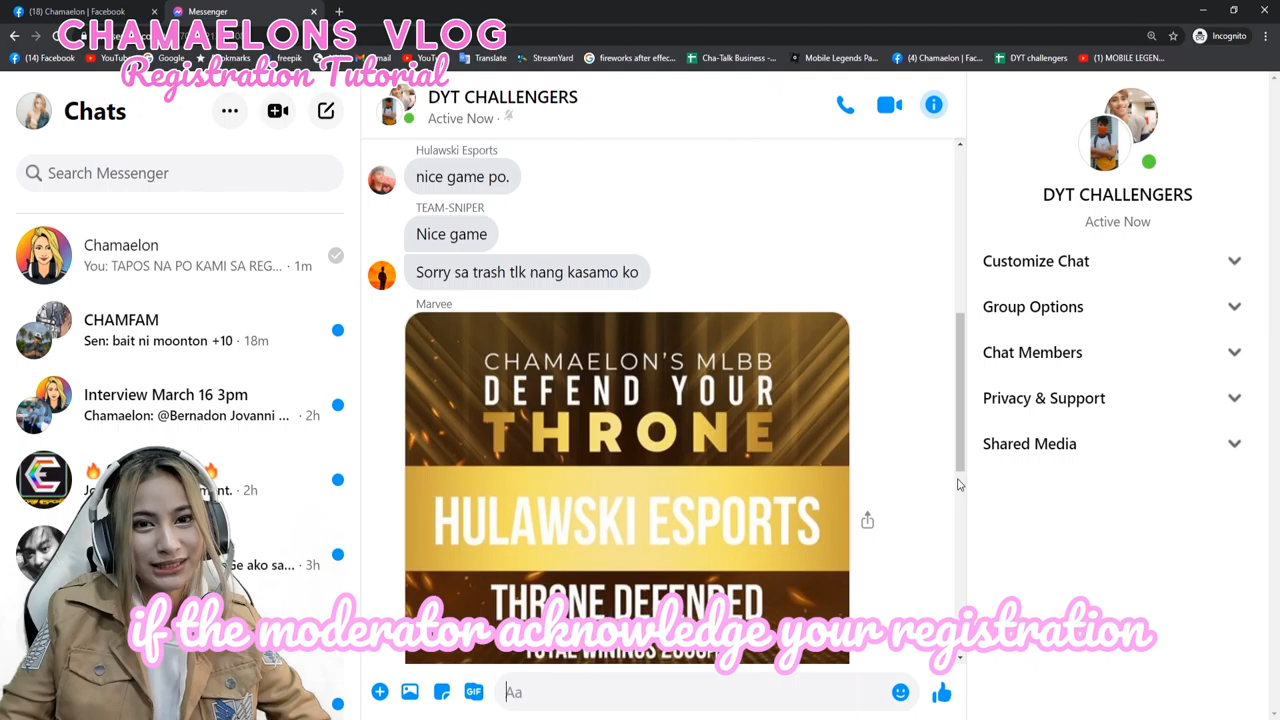 (18) Chamaelon | Facebook
Messenger
CHAMAELONS VLOG
Registration Tutorial
Incognito
(14) Facebook
Google
freepik
Translate
StreamYard
fireworks after effec...
Cha-Talk Business -...
Mobile Legends Pa...
(4) Chamaelon | Fac...
DYT challengers
(1) MOBILE LEGEN...
Chats
Search Messenger
Chamaelon
You: TAPOS NA PO KAMI SA REG... · 1m
CHAMFAM
Sen: bait ni moonton +10 · 18m
Interview March 16 3pm
Chamaelon: @Bernadon Jovanni ... · 2h
nt. · 2h
Ge ako sa... · 3h
DYT CHALLENGERS
Active Now ·
Hulawski Esports
nice game po.
TEAM-SNIPER
Nice game
Sorry sa trash tlk nang kasamo ko
Marvee
CHAMAELON'S MLBB
DEFEND YOUR
THRONE
HULAWSKI ESPORTS
THRONE DEFENDED
if the moderator acknowledge your registration
GIF
Aa
DYT CHALLENGERS
Active Now
Customize Chat
Group Options
Chat Members
Privacy & Support
Shared Media